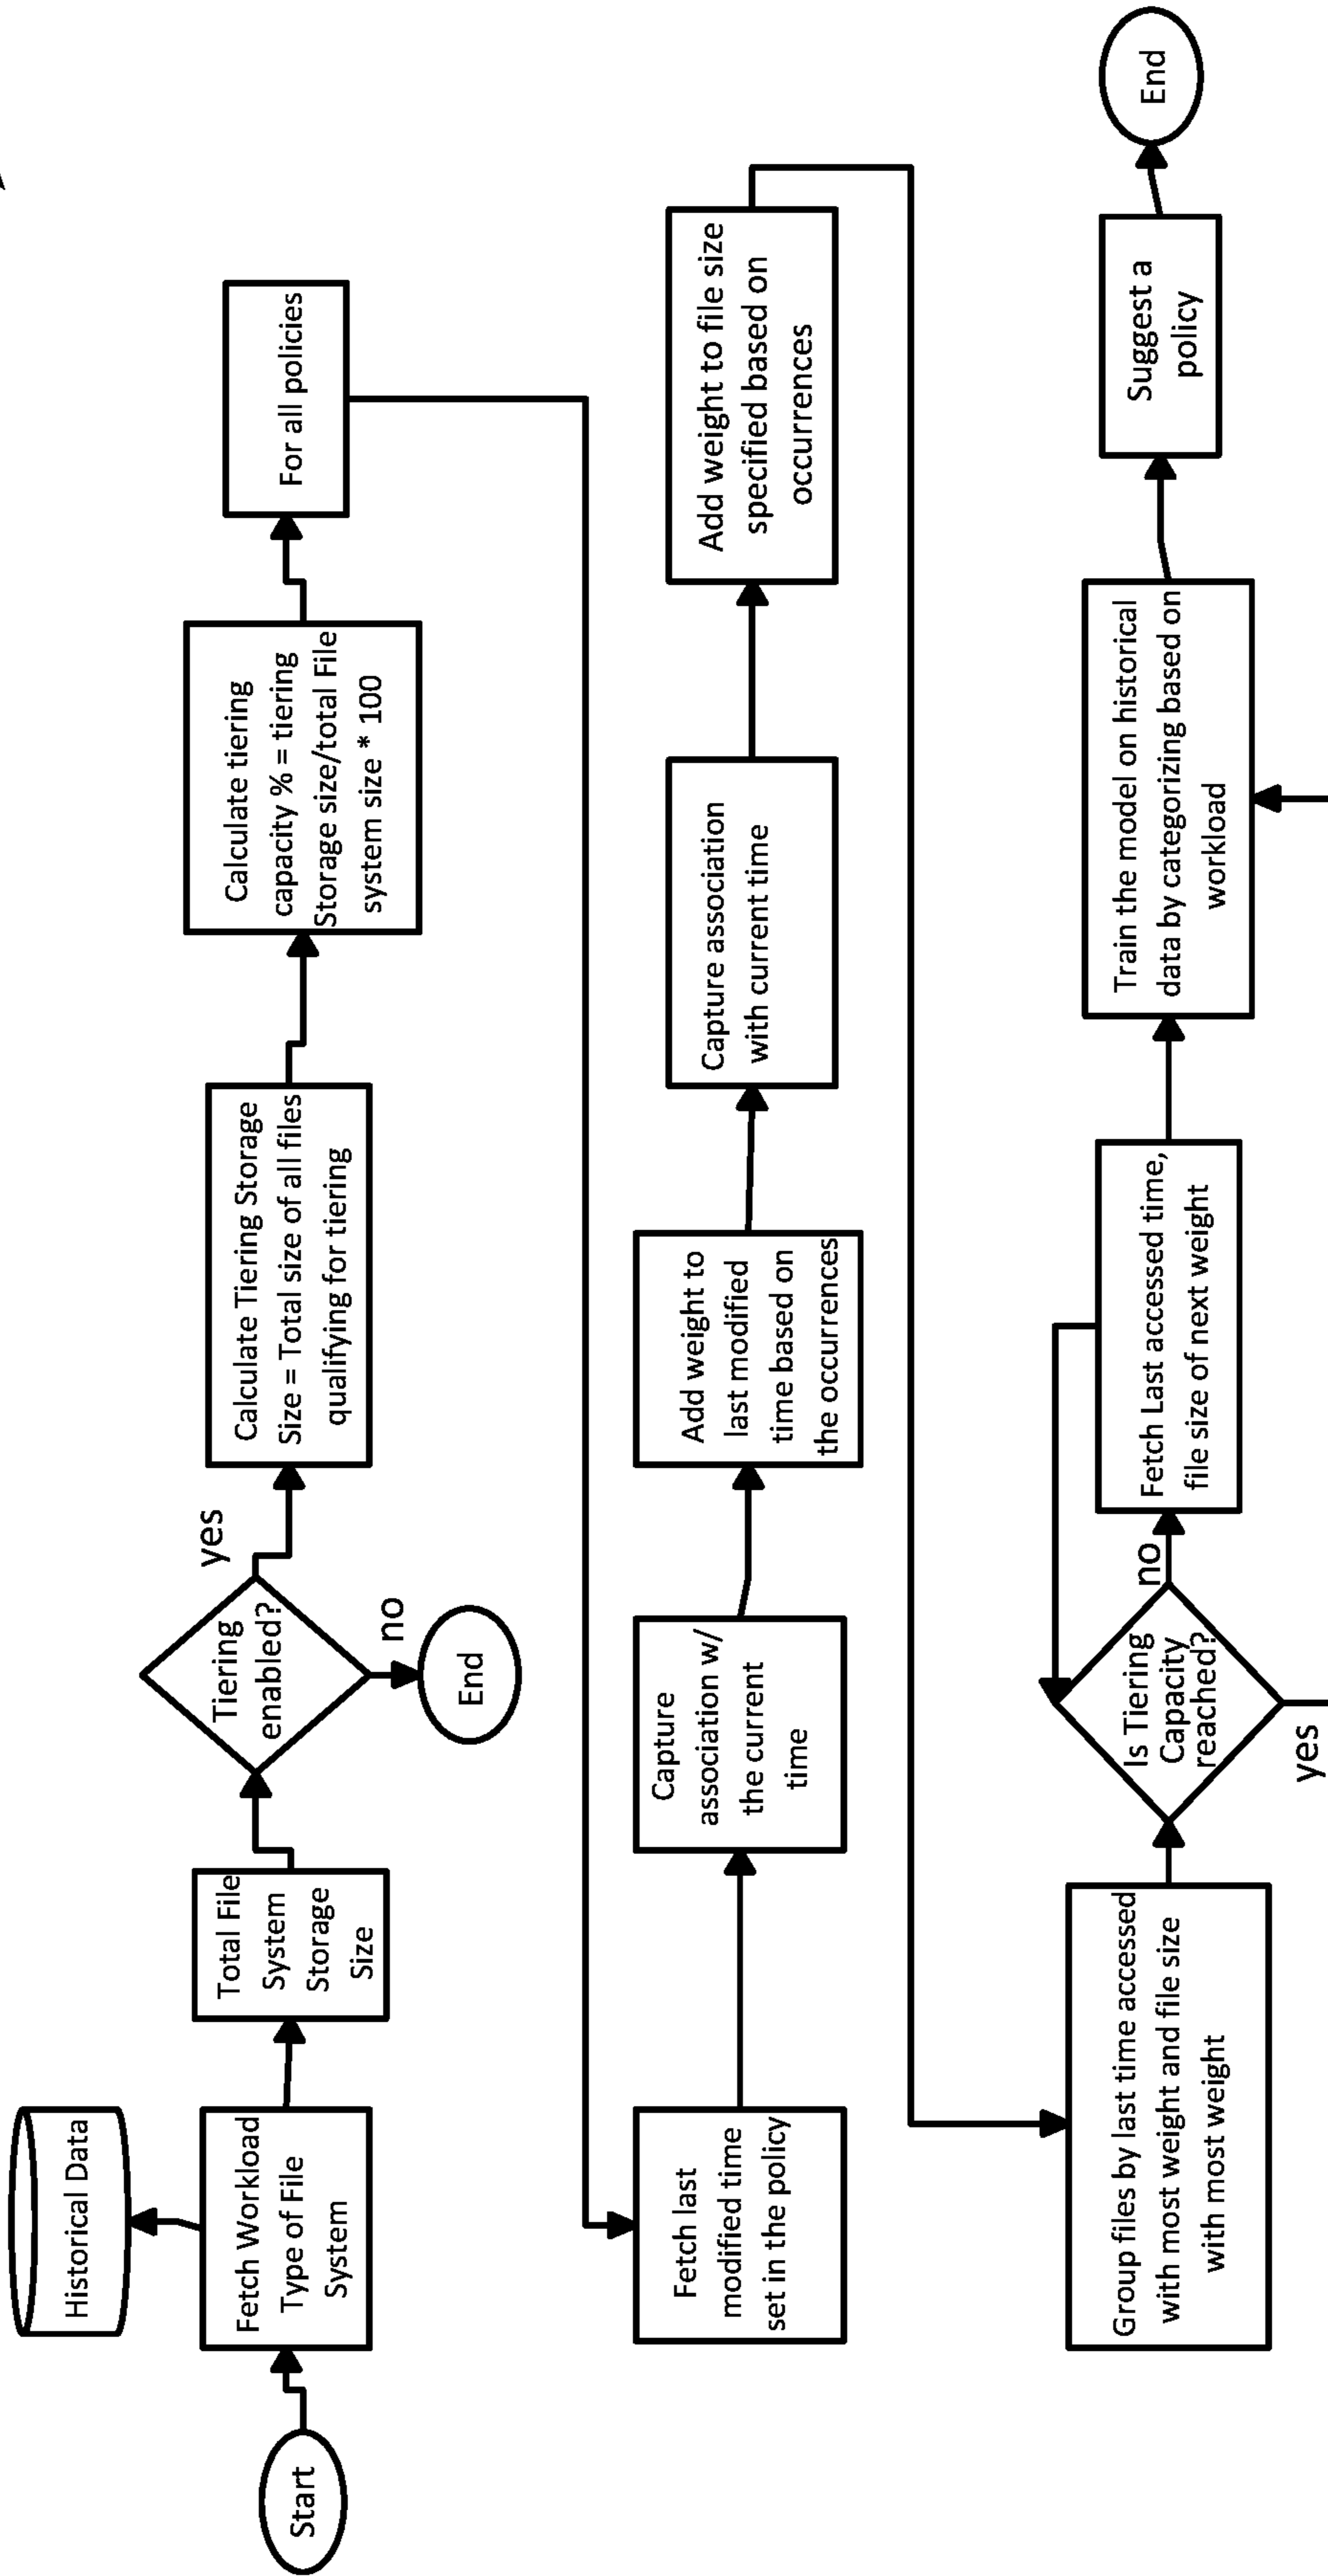 Start
Historical Data
Fetch Workload
Type of File
System
Total File
System
Storage
Size
Tiering
enabled?
yes
no
End
Calculate Tiering Storage
Size = Total size of all files
qualifying for tiering
Calculate tiering
capacity % = tiering
Storage size/total File
system size * 100
For all policies
Fetch last
modified time
set in the policy
Capture
association w/
the current
time
Add weight to
last modified
time based on
the occurrences
Capture association
with current time
Add weight to file size
specified based on
occurrences
Group files by last time accessed
with most weight and file size
with most weight
Is Tiering
Capacity
reached?
no
yes
Fetch Last accessed time,
file size of next weight
Train the model on historical
data by categorizing based on
workload
Suggest a
policy
End